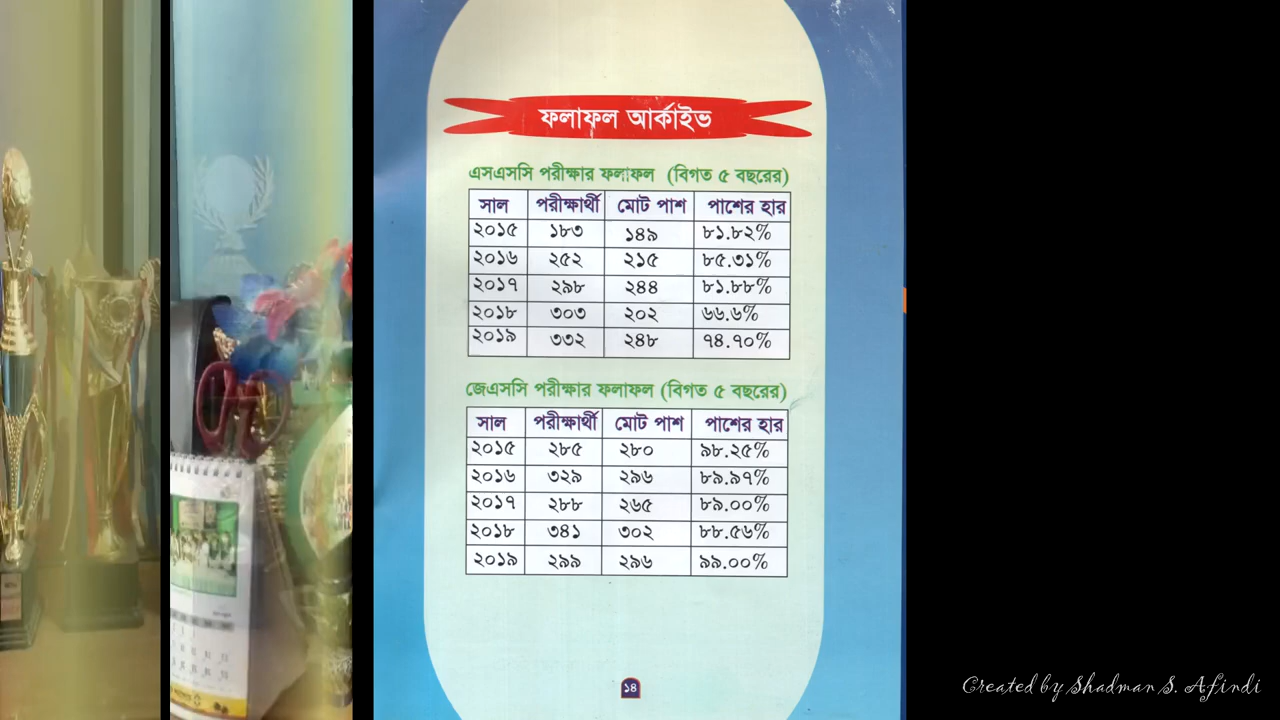 ফলাফল আর্কাইভ
এসএসসি পরীক্ষার ফলাফল (বিগত ৫ বছরের)
সাল পরীক্ষার্থী মোট পাশ পাশের হার
২০১৫ ১৮৩ ১৪৯ ৮১.৮২%
২০১৬ ২৫২ ২১৫ ৮৫.৩১%
২০১৭ ২৯৮ ২৪৪ ৮১.৮৮%
২০১৮ ৩০৩ ২০২ ৬৬.৬%
২০১৯ ৩৩২ ২৪৮ ৭৪.৭০%
জেএসসি পরীক্ষার ফলাফল (বিগত ৫ বছরের)
সাল পরীক্ষার্থী মোট পাশ পাশের হার
২০১৫ ২৮৫ ২৮০ ৯৮.২৫%
২০১৬ ৩২৯ ২৯৬ ৮৯.৯৭%
২০১৭ ২৮৮ ২৬৫ ৮৯.০০%
২০১৮ ৩৪১ ৩০২ ৮৮.৫৬%
২০১৯ ২৯৯ ২৯৬ ৯৯.০০%
১৪
Created by Shadman S. Afindi